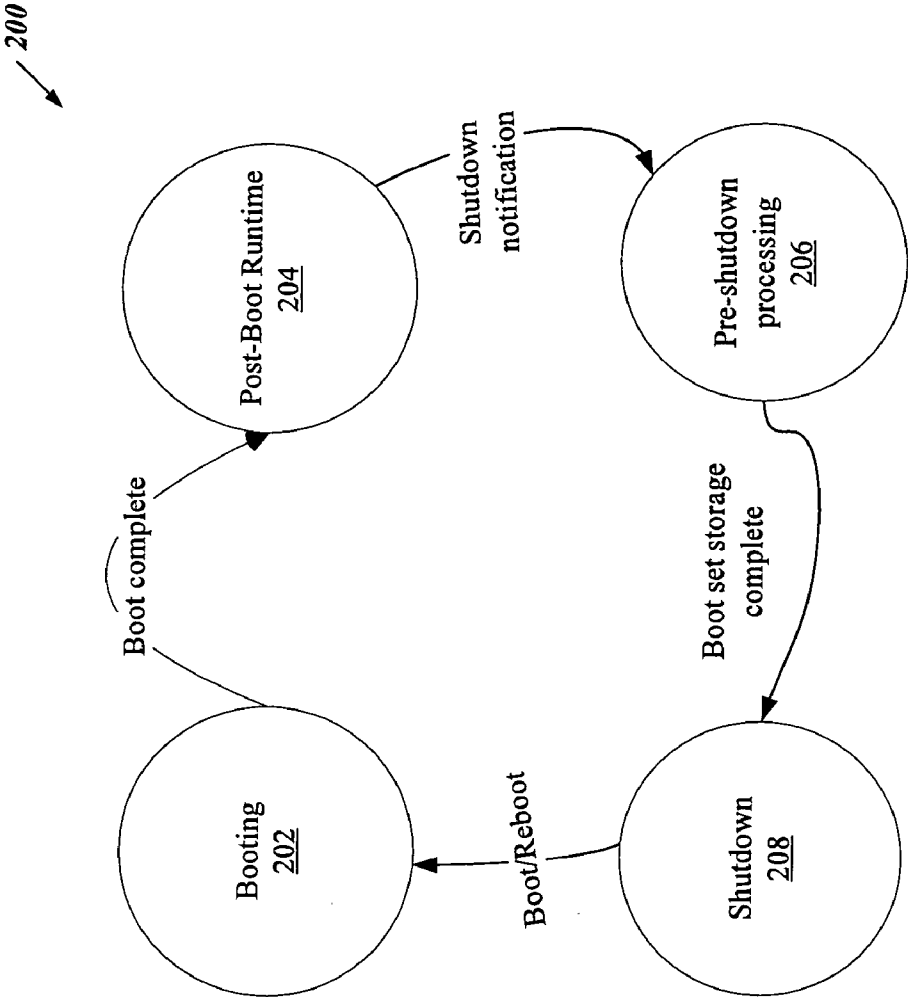 200
Booting
202
Boot complete
Post-Boot Runtime
204
Shutdown
notification
Pre-shutdown
processing
206
Boot set storage
complete
Shutdown
208
Boot/Reboot